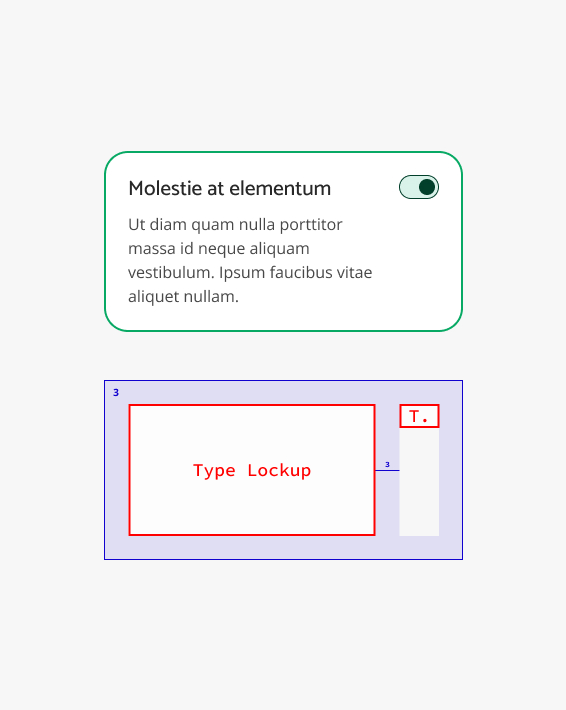 Molestie at elementum
Ut diam quam nulla porttitor
massa id neque aliquam
vestibulum. Ipsum faucibus vitae
aliquet nullam.
3
T.
Type Lockup
3